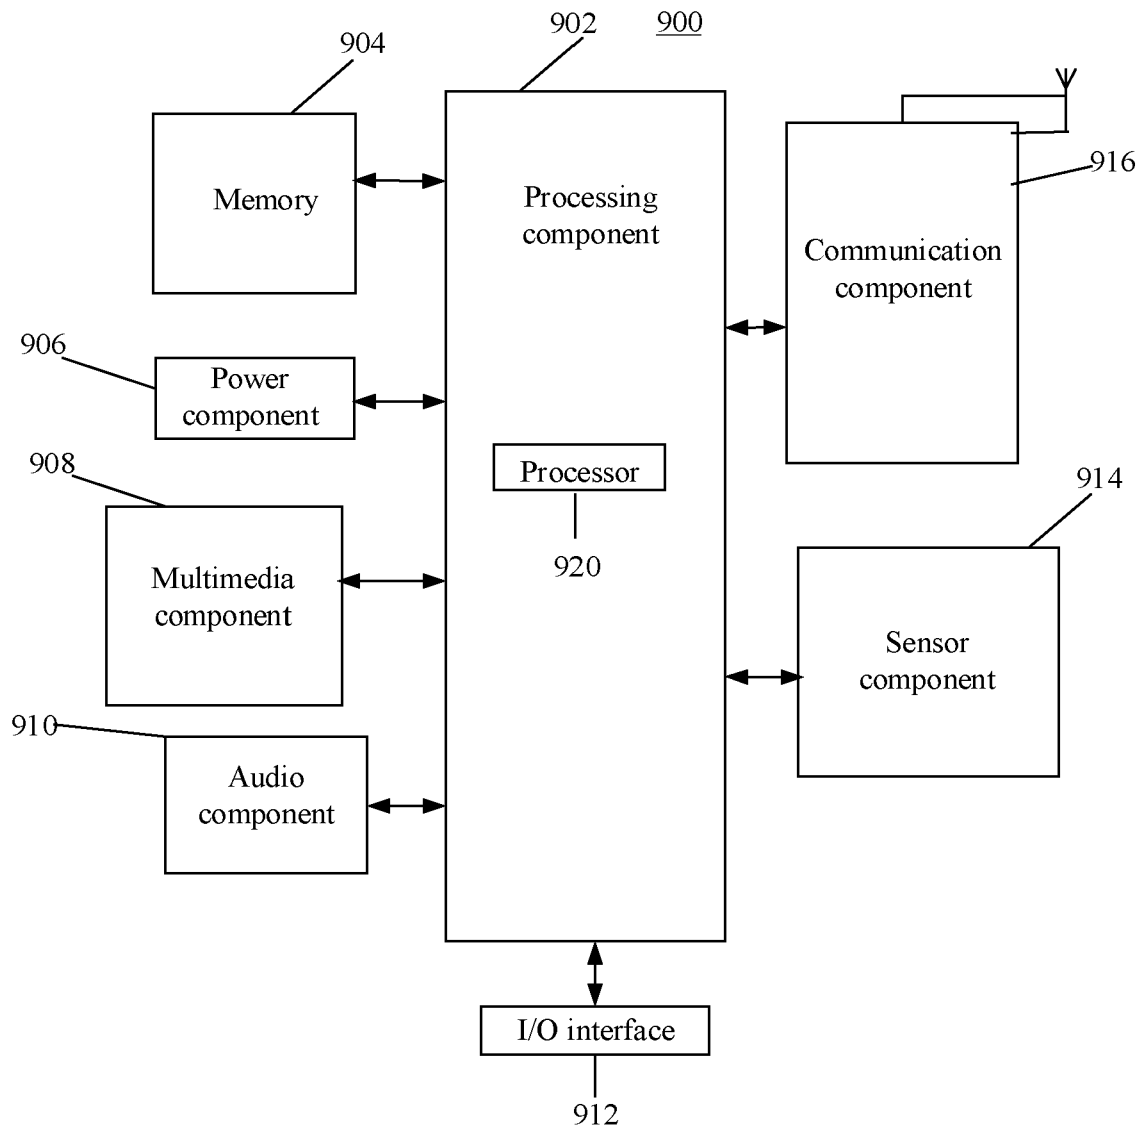 902
900
904
916
Memory
Processing
component
Communication
component
906
Power
component
908
Processor
914
920
Multimedia
component
Sensor
component
910
Audio
component
I/O interface
912